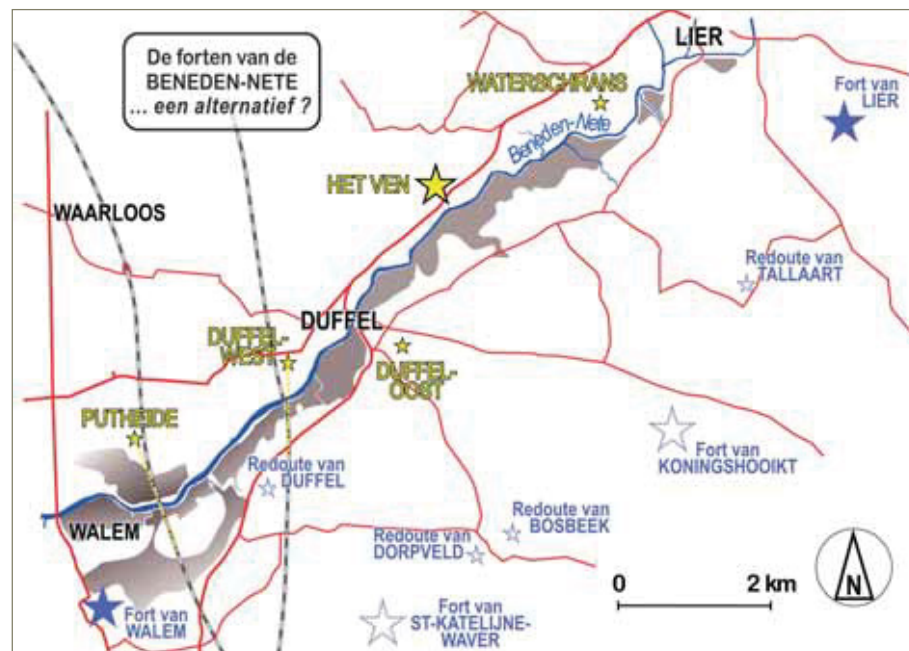 De forten van de
BENEDEN-NETE
... een alternatief ?
LIER
WATERSCHRANS
Fort van
LIER
Beneden-Nete
HET VEN
WAARLOOS
Redoute van
TALLAART
DUFFEL
DUFFEL-
WEST
DUFFEL-
OOST
PUTHEIDE
Fort van
KONINGSHOOIKT
Redoute van
DUFFEL
Redoute van
BOSBEEK
WALEM
Redoute van
DORPVELD
0 2 km
N
Fort van
WALEM
Fort van
ST-KATELIJNE-
WAVER